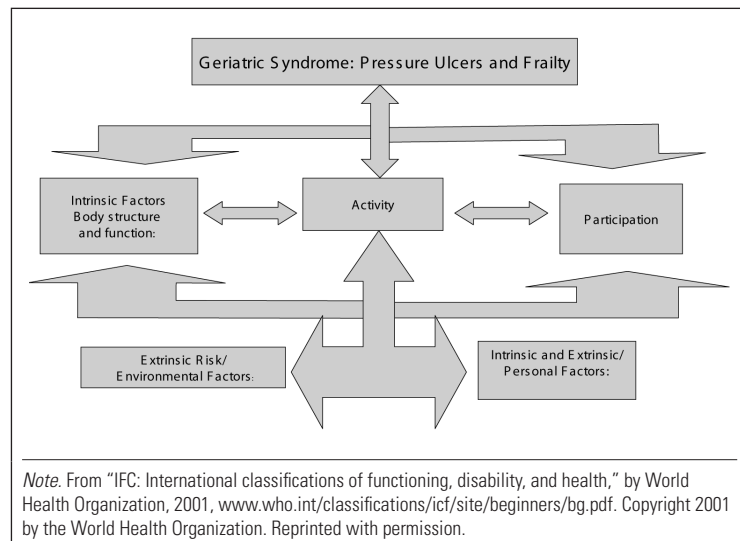 Geriatric Syndrome: Pressure Ulcers and Frailty
Intrinsic Factors
Body structure
and function:
Activity
Participation
Extrinsic Risk/
Environmental Factors:
Intrinsic and Extrinsic/
Personal Factors:
Note. From “IFC: International classifications of functioning, disability, and health,” by World
Health Organization, 2001, www.who.int/classifications/icf/site/beginners/bg.pdf. Copyright 2001
by the World Health Organization. Reprinted with permission.